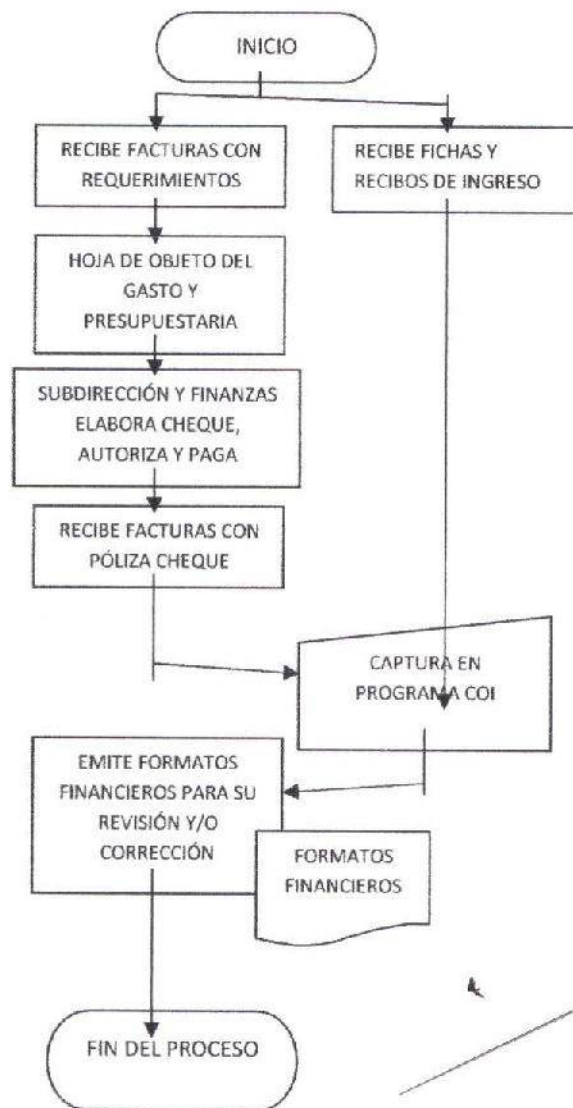 INICIO
RECIBE FACTURAS CON
REQUERIMIENTOS
RECIBE FICHAS Y
RECIBOS DE INGRESO
HOJA DE OBJETO DEL
GASTO Y
PRESUPUESTARIA
SUBDIRECCIÓN Y FINANZAS
ELABORA CHEQUE,
AUTORIZA Y PAGA
RECIBE FACTURAS CON
PÓLIZA CHEQUE
CAPTURA EN
PROGRAMA COI
EMITE FORMATOS
FINANCIEROS PARA SU
REVISIÓN Y/O
CORRECCIÓN
FORMATOS
FINANCIEROS
FIN DEL PROCESO